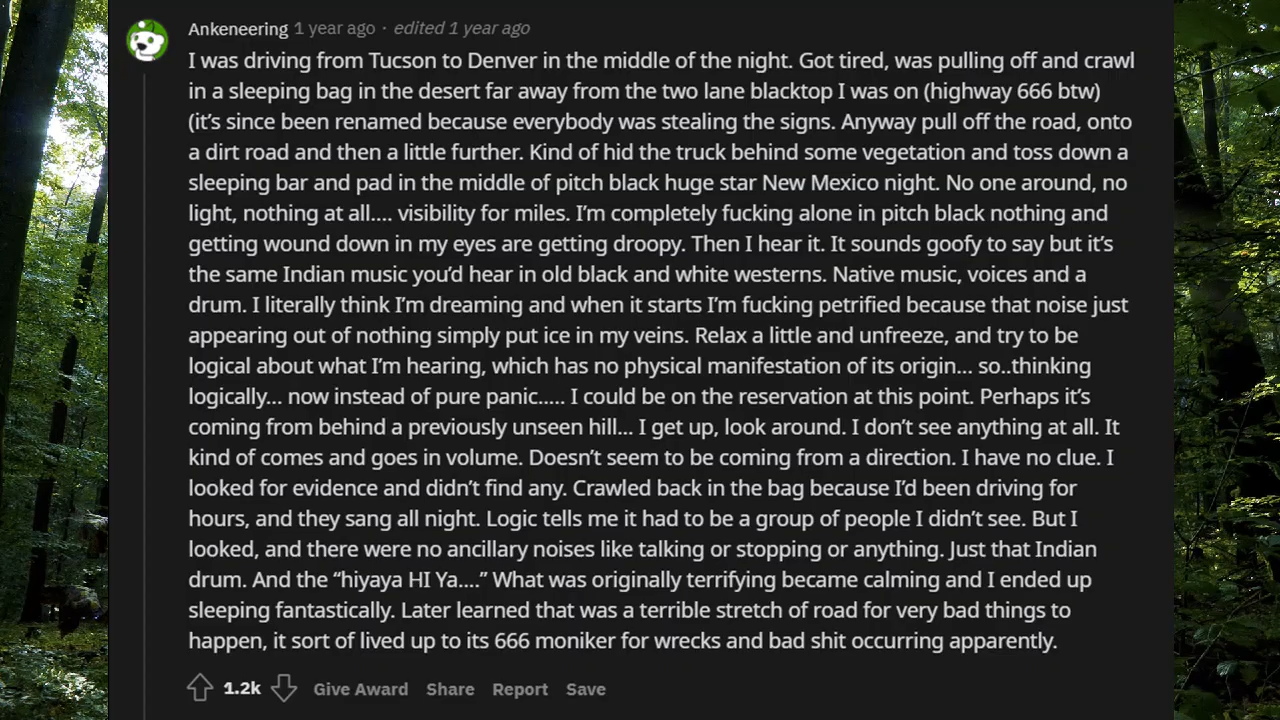 Ankeneering 1 year ago · edited 1 year ago
I was driving from Tucson to Denver in the middle of the night. Got tired, was pulling off and crawl
in a sleeping bag in the desert far away from the two lane blacktop I was on (highway 666 btw)
(it’s since been renamed because everybody was stealing the signs. Anyway pull off the road, onto
a dirt road and then a little further. Kind of hid the truck behind some vegetation and toss down a
sleeping bar and pad in the middle of pitch black huge star New Mexico night. No one around, no
light, nothing at all.... visibility for miles. I’m completely fucking alone in pitch black nothing and
getting wound down in my eyes are getting droopy. Then I hear it. It sounds goofy to say but it’s
the same Indian music you’d hear in old black and white westerns. Native music, voices and a
drum. I literally think I’m dreaming and when it starts I’m fucking petrified because that noise just
appearing out of nothing simply put ice in my veins. Relax a little and unfreeze, and try to be
logical about what I’m hearing, which has no physical manifestation of its origin... so..thinking
logically... now instead of pure panic..... I could be on the reservation at this point. Perhaps it’s
coming from behind a previously unseen hill... I get up, look around. I don’t see anything at all. It
kind of comes and goes in volume. Doesn’t seem to be coming from a direction. I have no clue. I
looked for evidence and didn’t find any. Crawled back in the bag because I’d been driving for
hours, and they sang all night. Logic tells me it had to be a group of people I didn’t see. But I
looked, and there were no ancillary noises like talking or stopping or anything. Just that Indian
drum. And the “hiyaya HI Ya....” What was originally terrifying became calming and I ended up
sleeping fantastically. Later learned that was a terrible stretch of road for very bad things to
happen, it sort of lived up to its 666 moniker for wrecks and bad shit occurring apparently.
1.2k Give Award Share Report Save